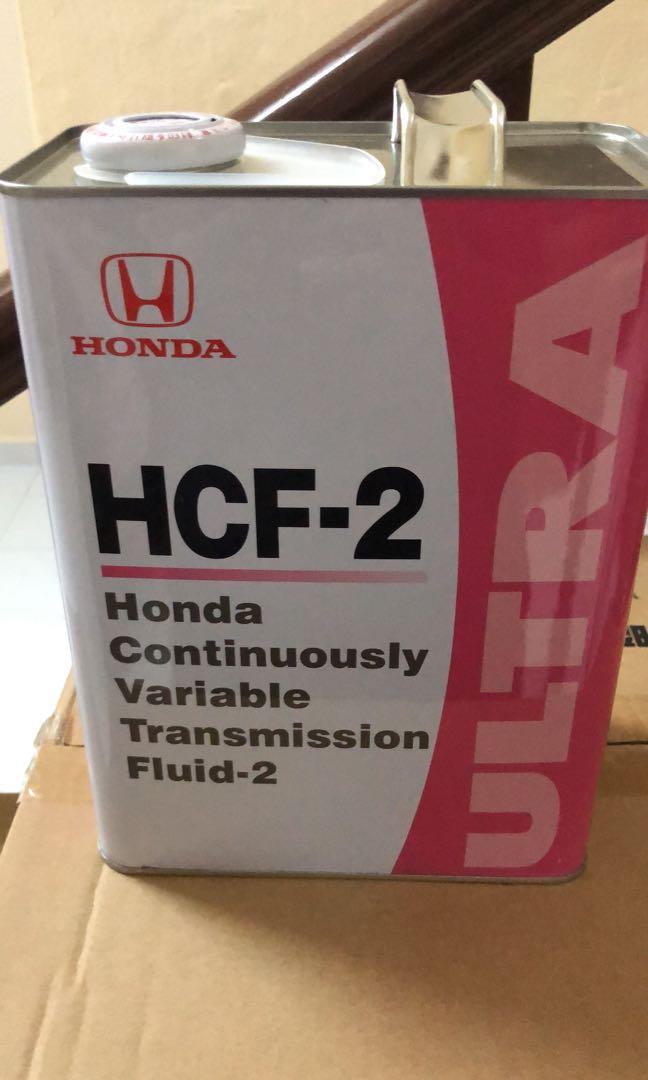 HONDA
HCF-2
Honda
Continuously
Variable
Transmission
Fluid-2
ULTRA